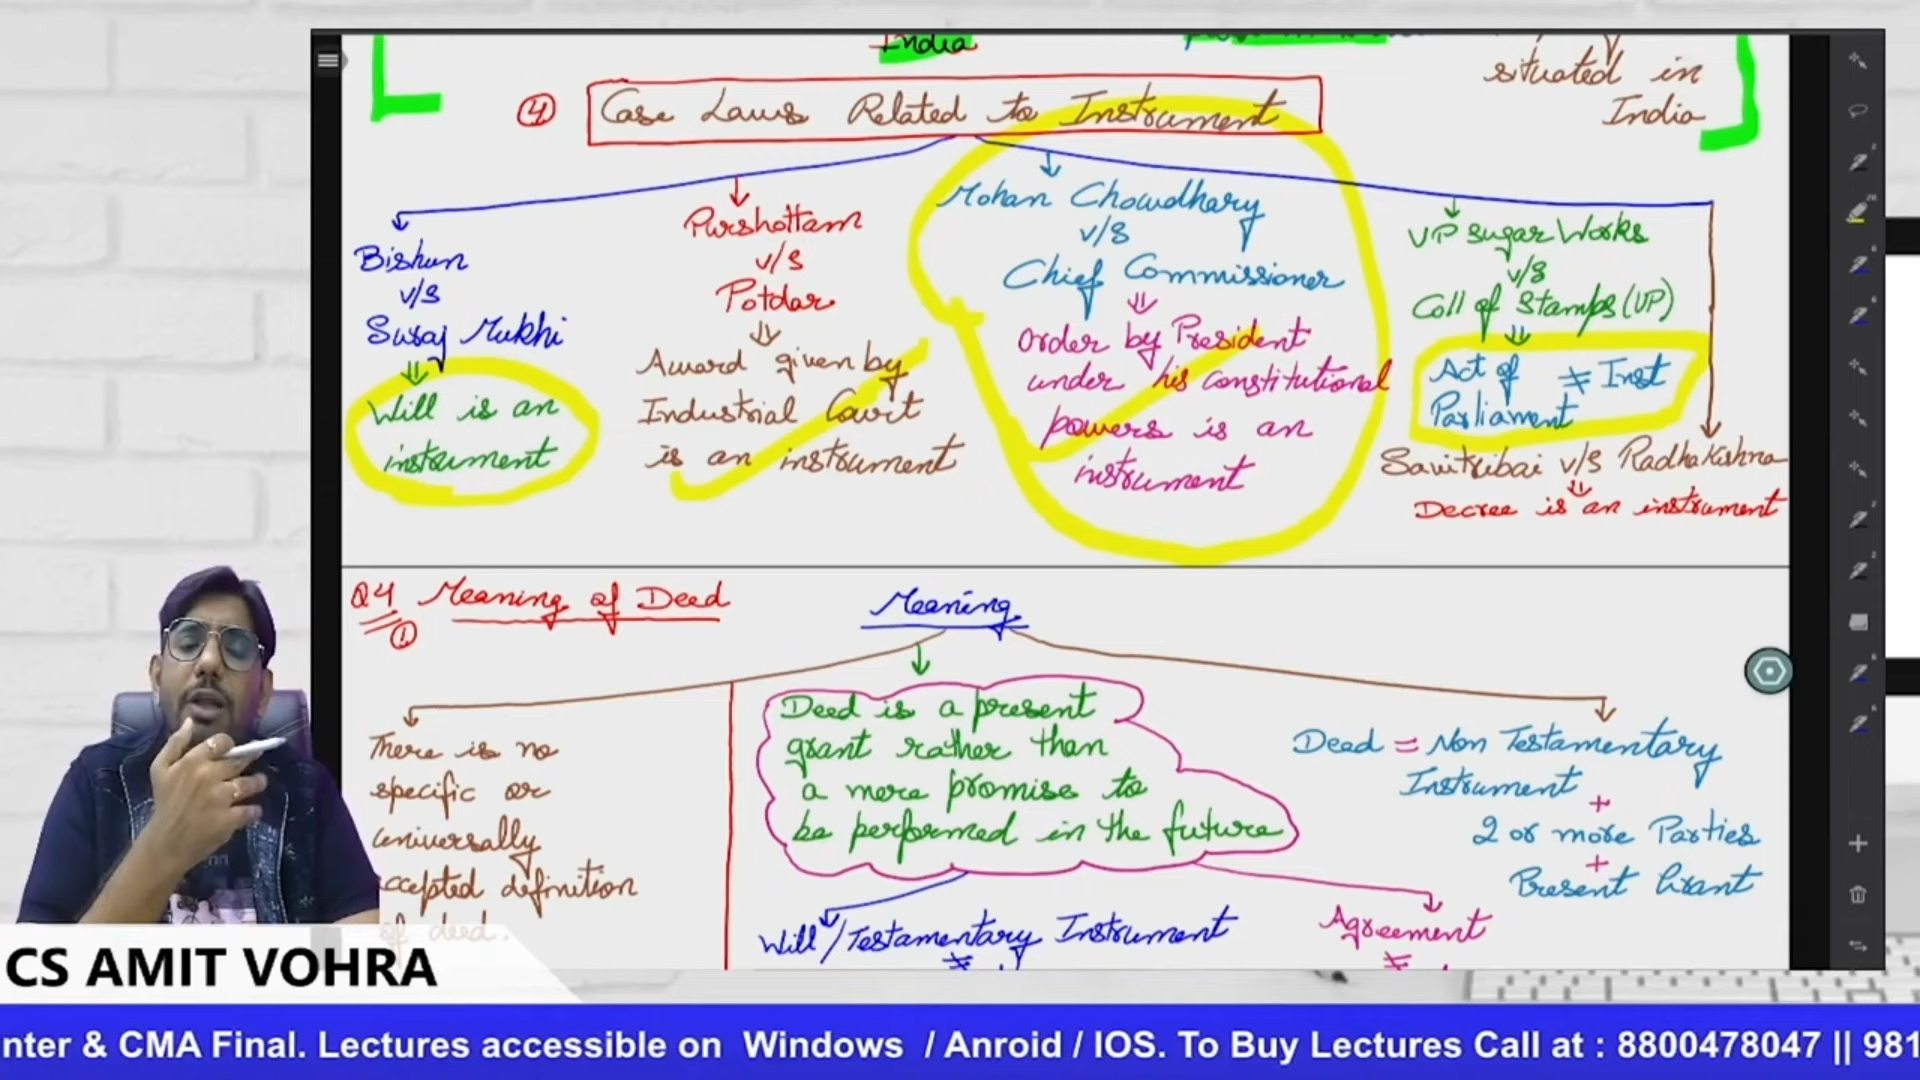 India
situated in
India
④ Case Laws Related to Instrument
Bishun
v/s
Suraj Mukhi
Will is an
instrument
Purshottam
v/s
Potdar
Award given by
Industrial Court
is an instrument
Mohan Chowdhary
v/s
Chief Commissioner
Order by President
under his constitutional
powers is an
instrument
UP Sugar Works
v/s
Coll of Stamps (UP)
Act of ≠ Inst
Parliament
Savitribai v/s RadhaKishna
Decree is an instrument
Q4 Meaning of Deed
①
Meaning
There is no
specific or
universally
accepted definition
of deed.
Deed is a present
grant rather than
a mere promise to
be performed in the future
Will/Testamentary Instrument
≠
Agreement
≠
Deed = Non Testamentary
Instrument
+
2 or more Parties
+
Present Grant
CS AMIT VOHRA
nter & CMA Final. Lectures accessible on Windows / Anroid / IOS. To Buy Lectures Call at : 8800478047 || 981